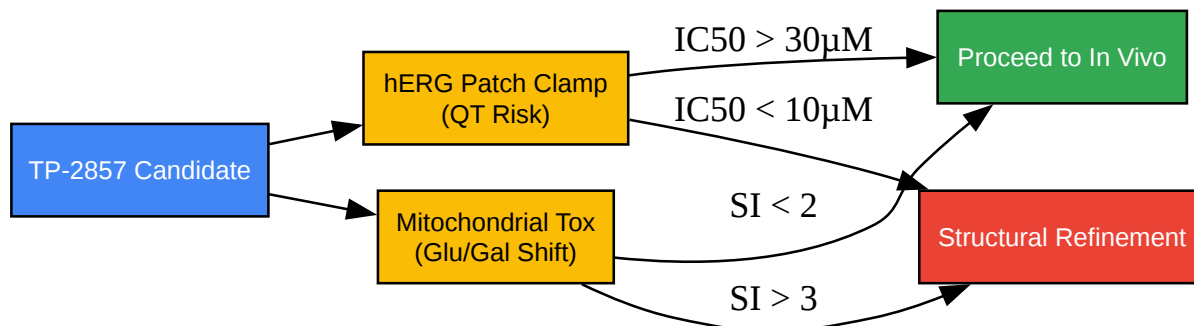 IC50 > 30µM
Proceed to In Vivo
hERG Patch Clamp
(QT Risk)
IC50 < 10µM
TP-2857 Candidate
Mitochondrial Tox
(Glu/Gal Shift)
SI < 2
Structural Refinement
SI > 3